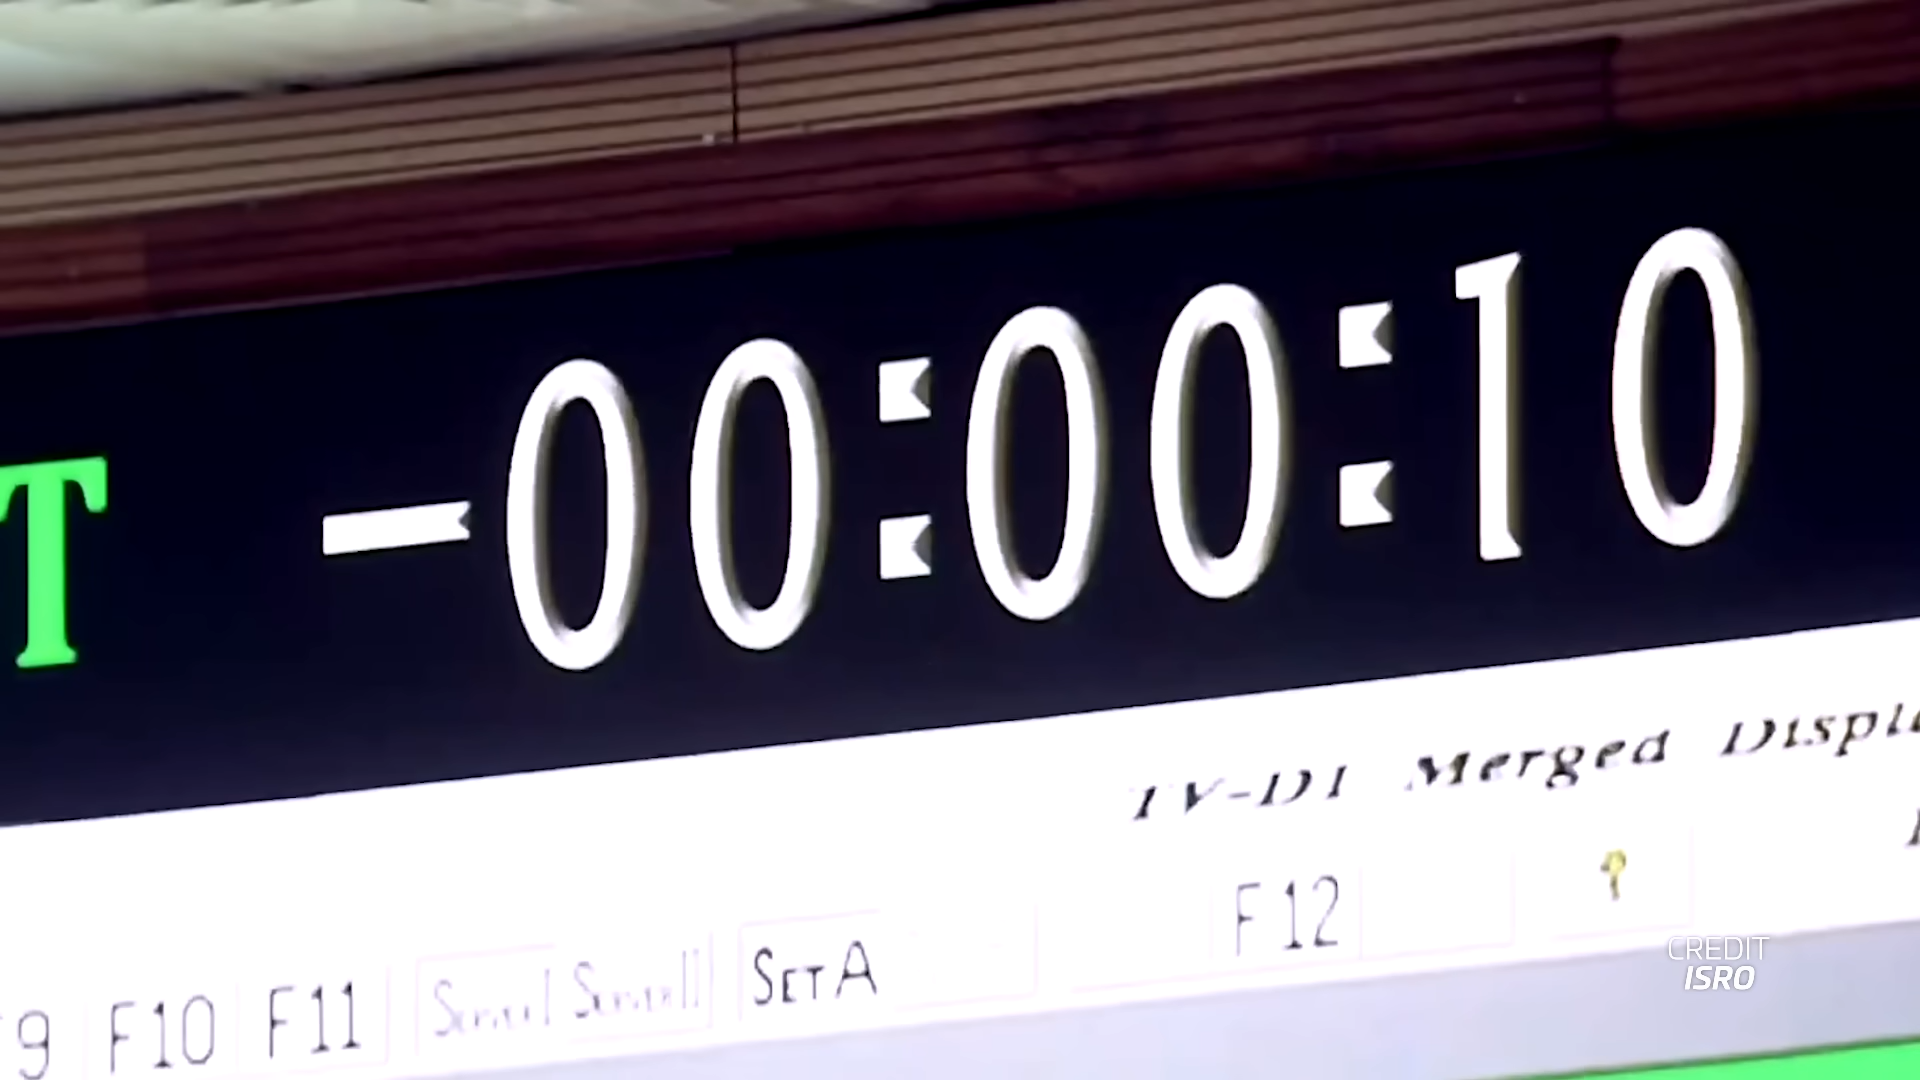 T -00:00:10
TV-D1 Merged
F12
9 F10 F11 SET A
CREDIT
ISRO